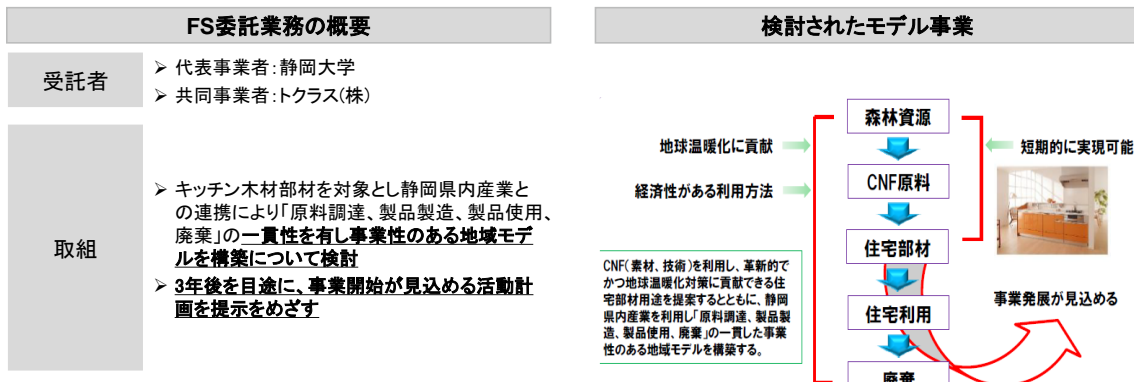 FS委託業務の概要
受託者
➢ 代表事業者:静岡大学
➢ 共同事業者:トクラス(株)
取組
➢ キッチン木材部材を対象とし静岡県内産業と
の連携により「原料調達、製品製造、製品使用、
廃棄」の一貫性を有し事業性のある地域モデ
ルを構築について検討
➢ 3年後を目途に、事業開始が見込める活動計
画を提示をめざす
検討されたモデル事業
地球温暖化に貢献
経済性がある利用方法
森林資源
CNF原料
住宅部材
住宅利用
廃棄
短期的に実現可能
事業発展が見込める
CNF(素材、技術)を利用し、革新的で
かつ地球温暖化対策に貢献できる住
宅部材用途を提案するとともに、静岡
県内産業を利用し「原料調達、製品製
造、製品使用、廃棄」の一貫した事業
性のある地域モデルを構築する。